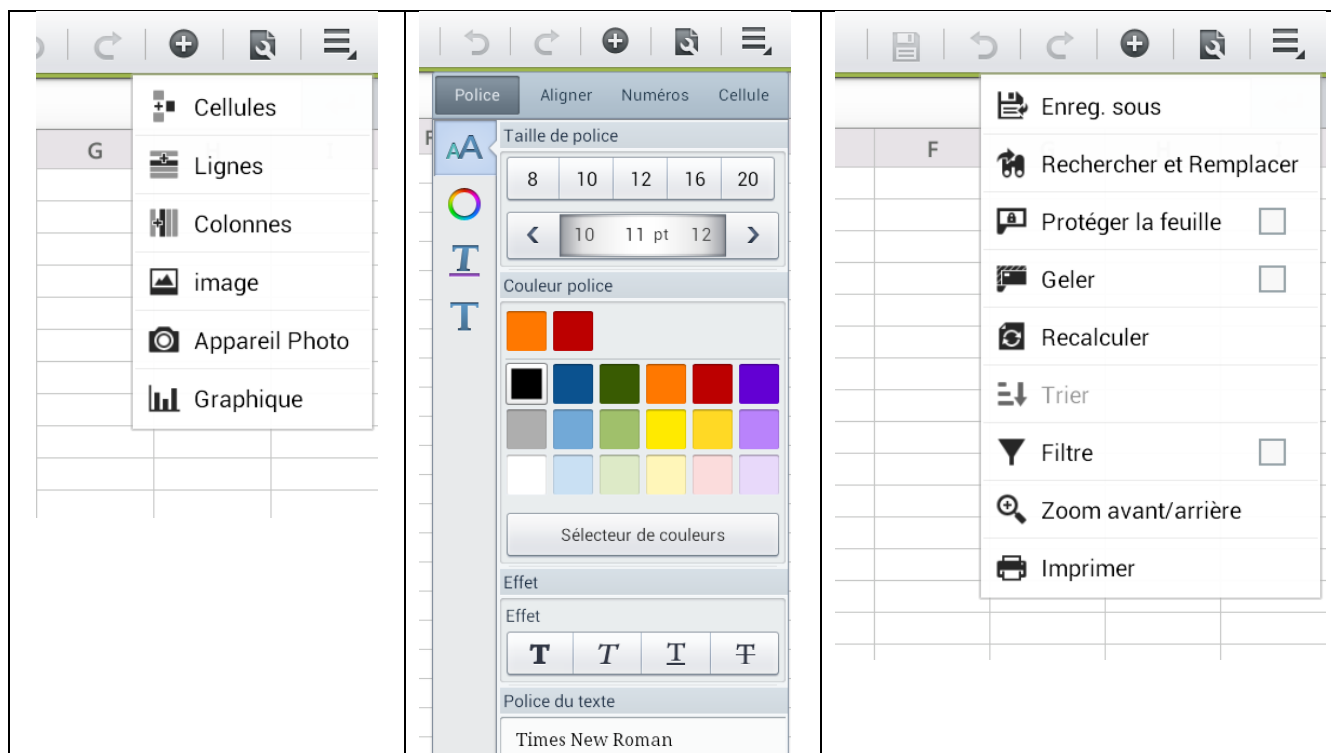 Cellules
G
Lignes
Colonnes
image
Appareil Photo
Graphique
Police Aligner Numéros Cellule
Taille de police
8 10 12 16 20
10 11 pt 12
Couleur police
Sélecteur de couleurs
Effet
Effet
T T T T
Police du texte
Times New Roman
Enreg. sous
F
Rechercher et Remplacer
Protéger la feuille
Geler
Recalculer
Trier
Filtre
Zoom avant/arrière
Imprimer